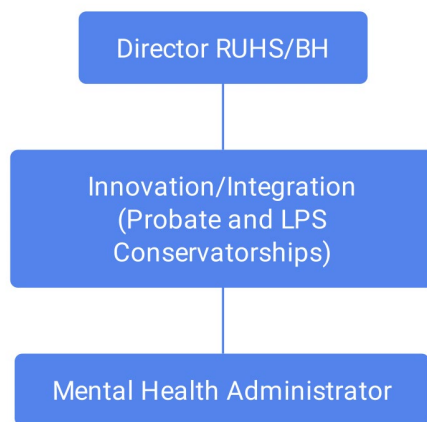 Director RUHS/BH
Innovation/Integration
(Probate and LPS
Conservatorships)
Mental Health Administrator